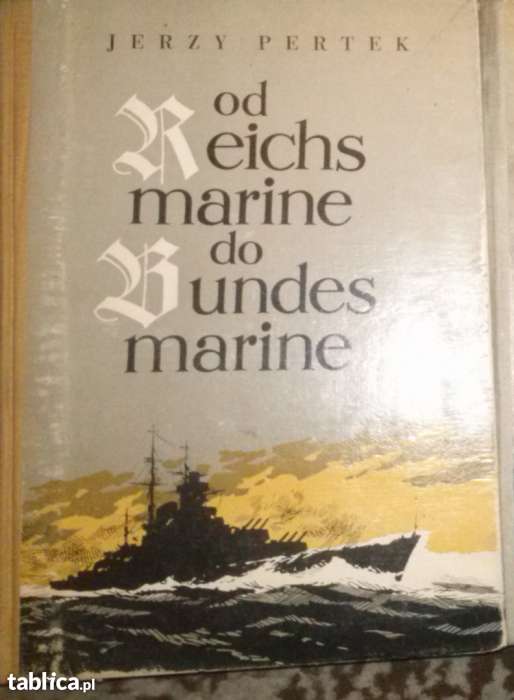 JERZY PERTEK
od
Reichs
marine
do
Bundes
marine
tablica.pl